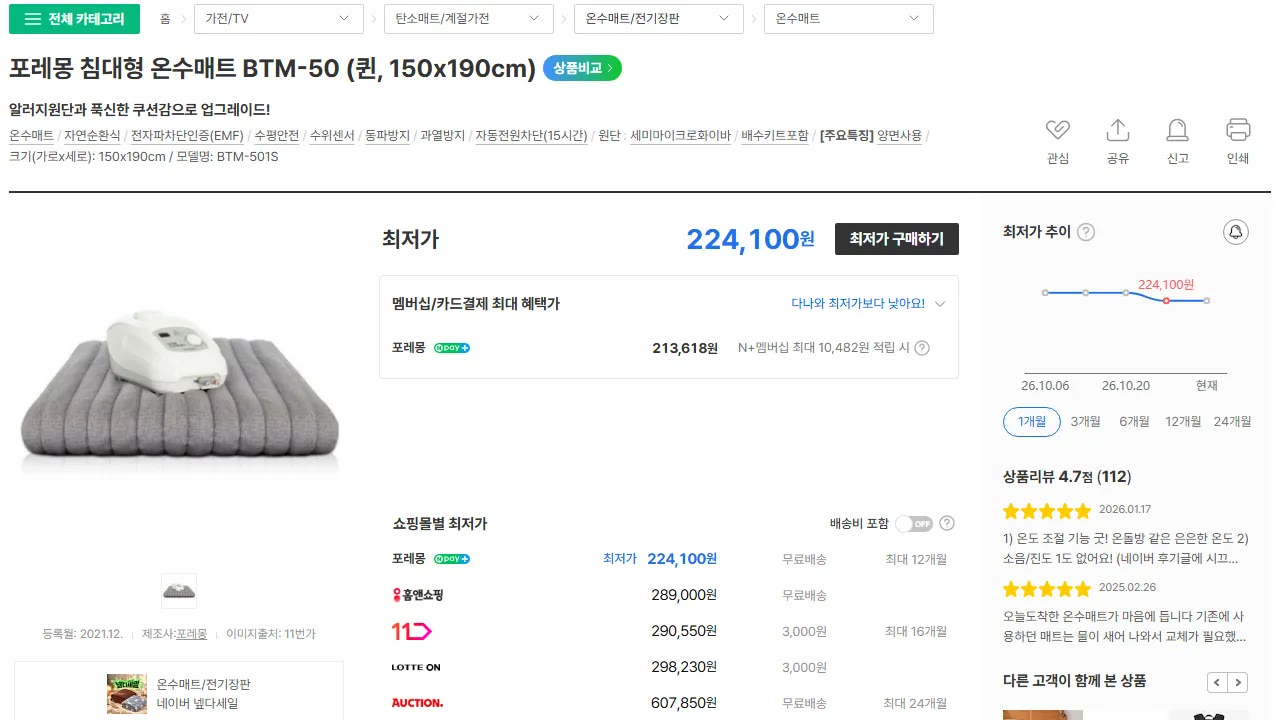 전체 카테고리
홈
가전/TV
탄소매트/계절가전
온수매트/전기장판
온수매트
포레몽 침대형 온수매트 BTM-50 (퀸, 150x190cm)
상품비교
알러지원단과 푹신한 쿠션감으로 업그레이드!
온수매트 / 자연순환식 / 전자파차단인증(EMF) / 수평안전 / 수위센서 / 동파방지 / 과열방지 / 자동전원차단(15시간) / 원단 : 세미마이크로화이바 / 배수키트포함 / [주요특징] 양면사용 /
크기(가로x세로): 150x190cm / 모델명: BTM-501S
관심
공유
신고
인쇄
최저가
224,100원
최저가 구매하기
멤버십/카드결제 최대 혜택가
다나와 최저가보다 낮아요!
포레몽 pay+
213,618원
N+멤버십 최대 10,482원 적립 시
쇼핑몰별 최저가
배송비 포함
OFF
포레몽 pay+ 최저가 224,100원 무료배송 최대 12개월
홈앤쇼핑 289,000원 무료배송
11 290,550원 3,000원 최대 16개월
LOTTE ON 298,230원 3,000원
AUCTION. 607,850원 무료배송 최대 24개월
등록월: 2021.12.
제조사:포레몽
이미지출처: 11번가
온수매트/전기장판
네이버 넾다세일
최저가 추이
224,100원
26.10.06
26.10.20
현재
1개월
3개월
6개월
12개월
24개월
상품리뷰 4.7점 (112)
2026.01.17
1) 온도 조절 기능 굿! 온돌방 같은 은은한 온도 2)
소음/진도 1도 없어요! (네이버 후기글에 시끄...
2025.02.26
오늘도착한 온수매트가 마음에 듭니다 기존에 사
용하던 매트는 물이 새어 나와서 교체가 필요했...
다른 고객이 함께 본 상품